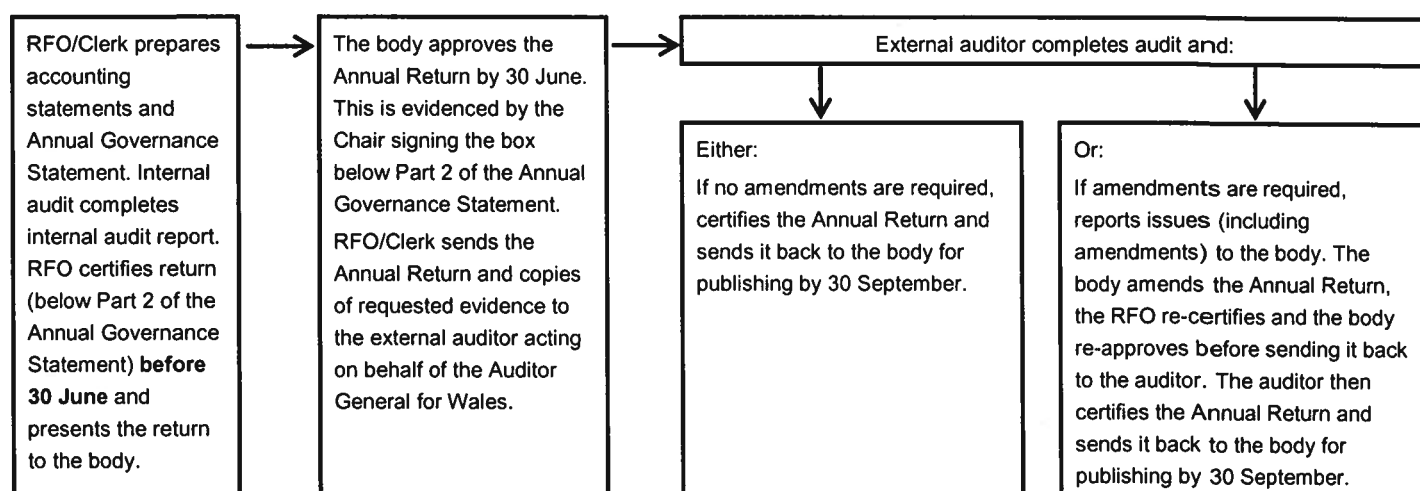 RFO/Clerk prepares
accounting
statements and
Annual Governance
Statement. Internal
audit completes
internal audit report.
RFO certifies return
(below Part 2 of the
Annual Governance
Statement) before
30 June and
presents the return
to the body.
The body approves the
Annual Return by 30 June.
This is evidenced by the
Chair signing the box
below Part 2 of the Annual
Governance Statement.
RFO/Clerk sends the
Annual Return and copies
of requested evidence to
the external auditor acting
on behalf of the Auditor
General for Wales.
External auditor completes audit and:
Either:
If no amendments are required,
certifies the Annual Return and
sends it back to the body for
publishing by 30 September.
Or:
If amendments are required,
reports issues (including
amendments) to the body. The
body amends the Annual Return,
the RFO re-certifies and the body
re-approves before sending it back
to the auditor. The auditor then
certifies the Annual Return and
sends it back to the body for
publishing by 30 September.